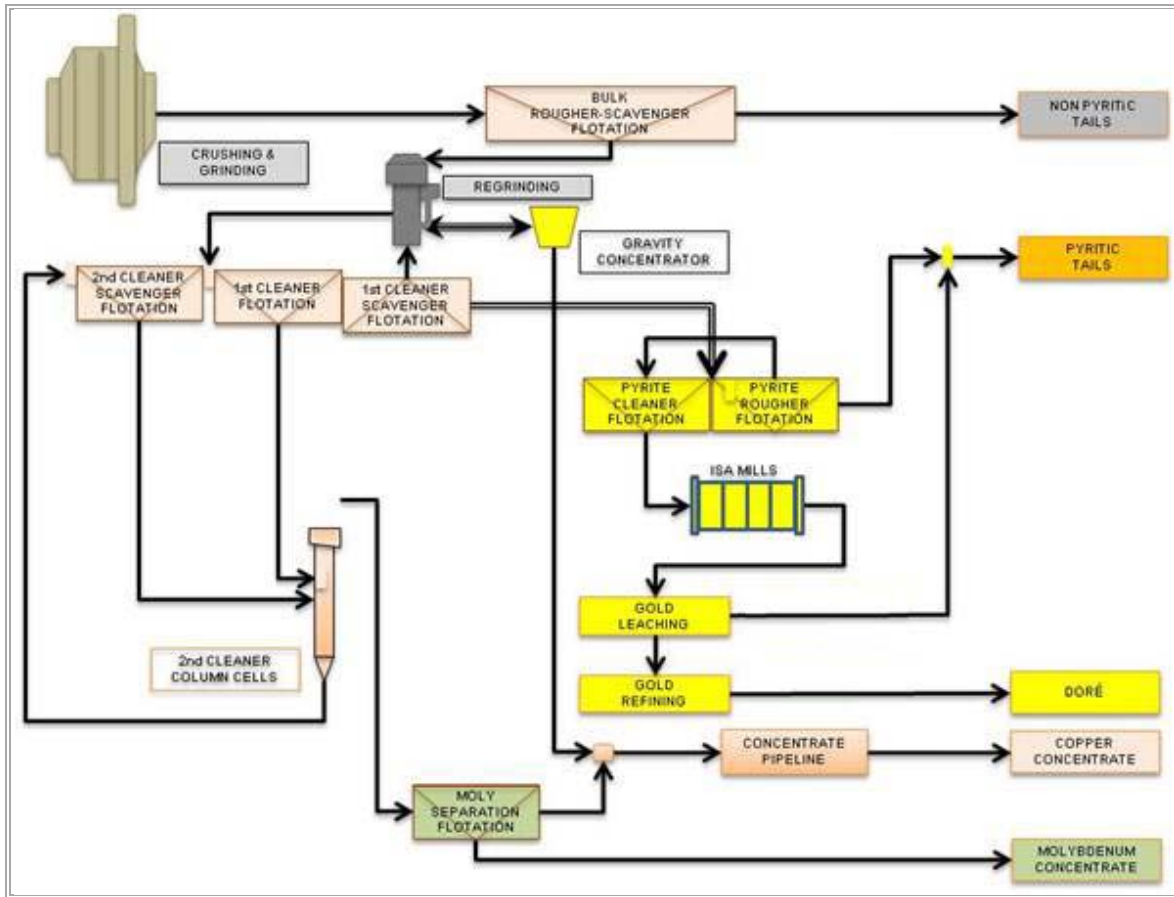 BULK
ROUGHER-SCAVENGER
FLOTATION
NON PYRITIC
TAILS
CRUSHING &
GRINDING
REGRINDING
GRAVITY
CONCENTRATOR
PYRITIC
TAILS
2nd CLEANER
SCAVENGER
FLOTATION
1st CLEANER
FLOTATION
1st CLEANER
SCAVENGER
FLOTATION
PYRITE
CLEANER
FLOTATION
PYRITE
ROUGHER
FLOTATION
ISA MILLS
GOLD
LEACHING
2nd CLEANER
COLUMN CELLS
GOLD
REFINING
DORÉ
CONCENTRATE
PIPELINE
COPPER
CONCENTRATE
MOLY
SEPARATION
FLOTATION
MOLYBDENUM
CONCENTRATE